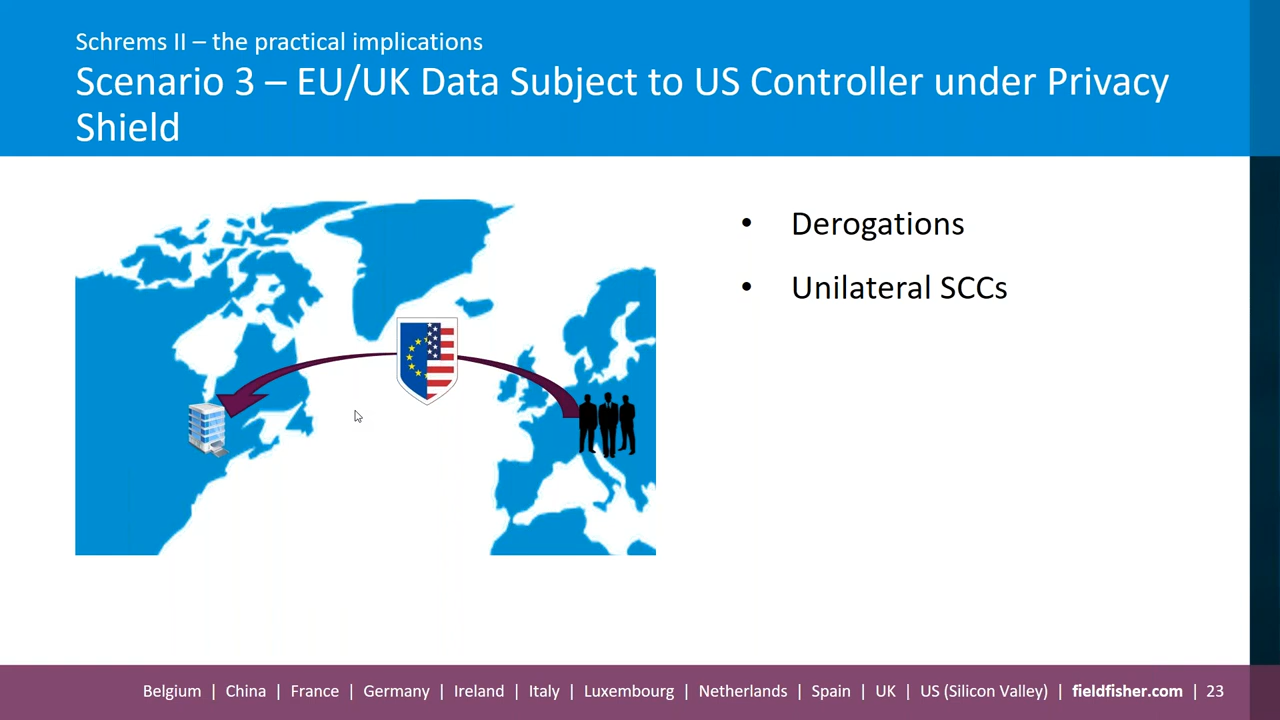 Schrems II – the practical implications
Scenario 3 – EU/UK Data Subject to US Controller under Privacy
Shield
• Derogations
• Unilateral SCCs
Belgium | China | France | Germany | Ireland | Italy | Luxembourg | Netherlands | Spain | UK | US (Silicon Valley) | fieldfisher.com | 23